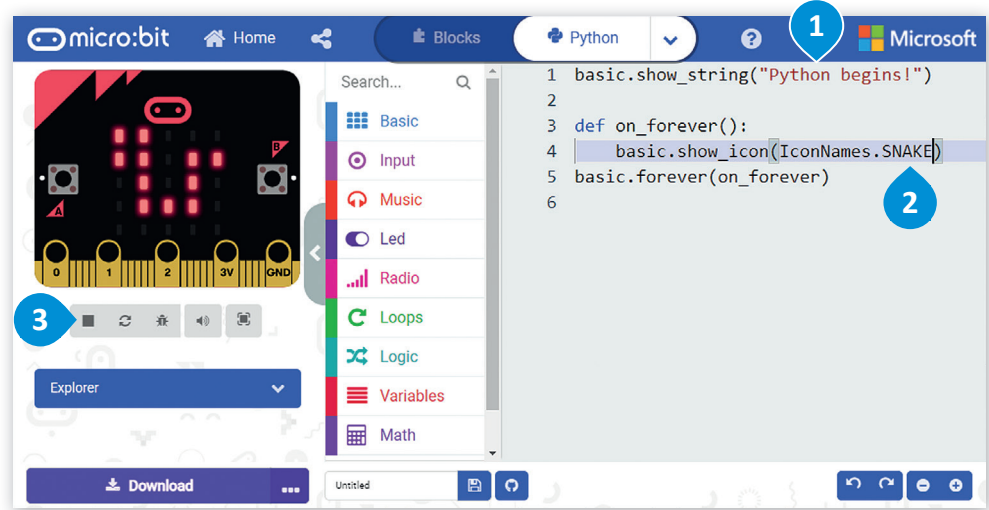 micro:bit Home Blocks Python ? 1 Microsoft
B
A
0 1 2 3V GND
3
Explorer
Download ...
Search...
Basic
Input
Music
Led
Radio
Loops
Logic
Variables
Math
Untitled
1 basic.show_string("Python begins!")
2
3 def on_forever():
4 basic.show_icon(IconNames.SNAKE)
5 basic.forever(on_forever)
6
2